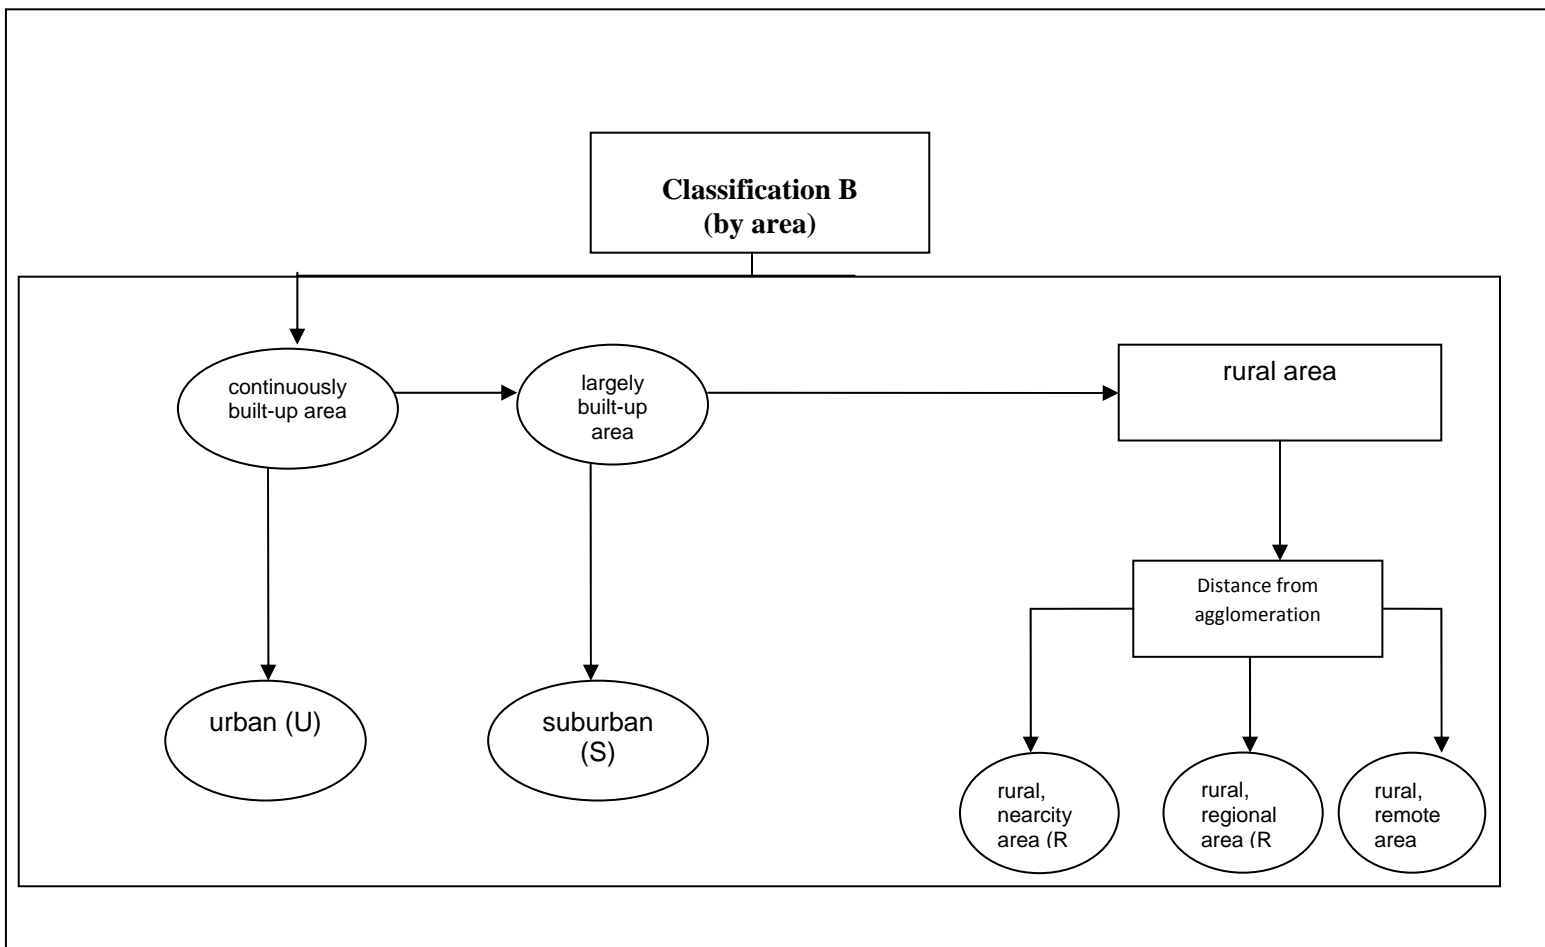 Classification B
(by area)
continuously
built-up area
largely
built-up
area
rural area
Distance from
agglomeration
urban (U)
suburban
(S)
rural,
nearcity
area (R
rural,
regional
area (R
rural,
remote
area